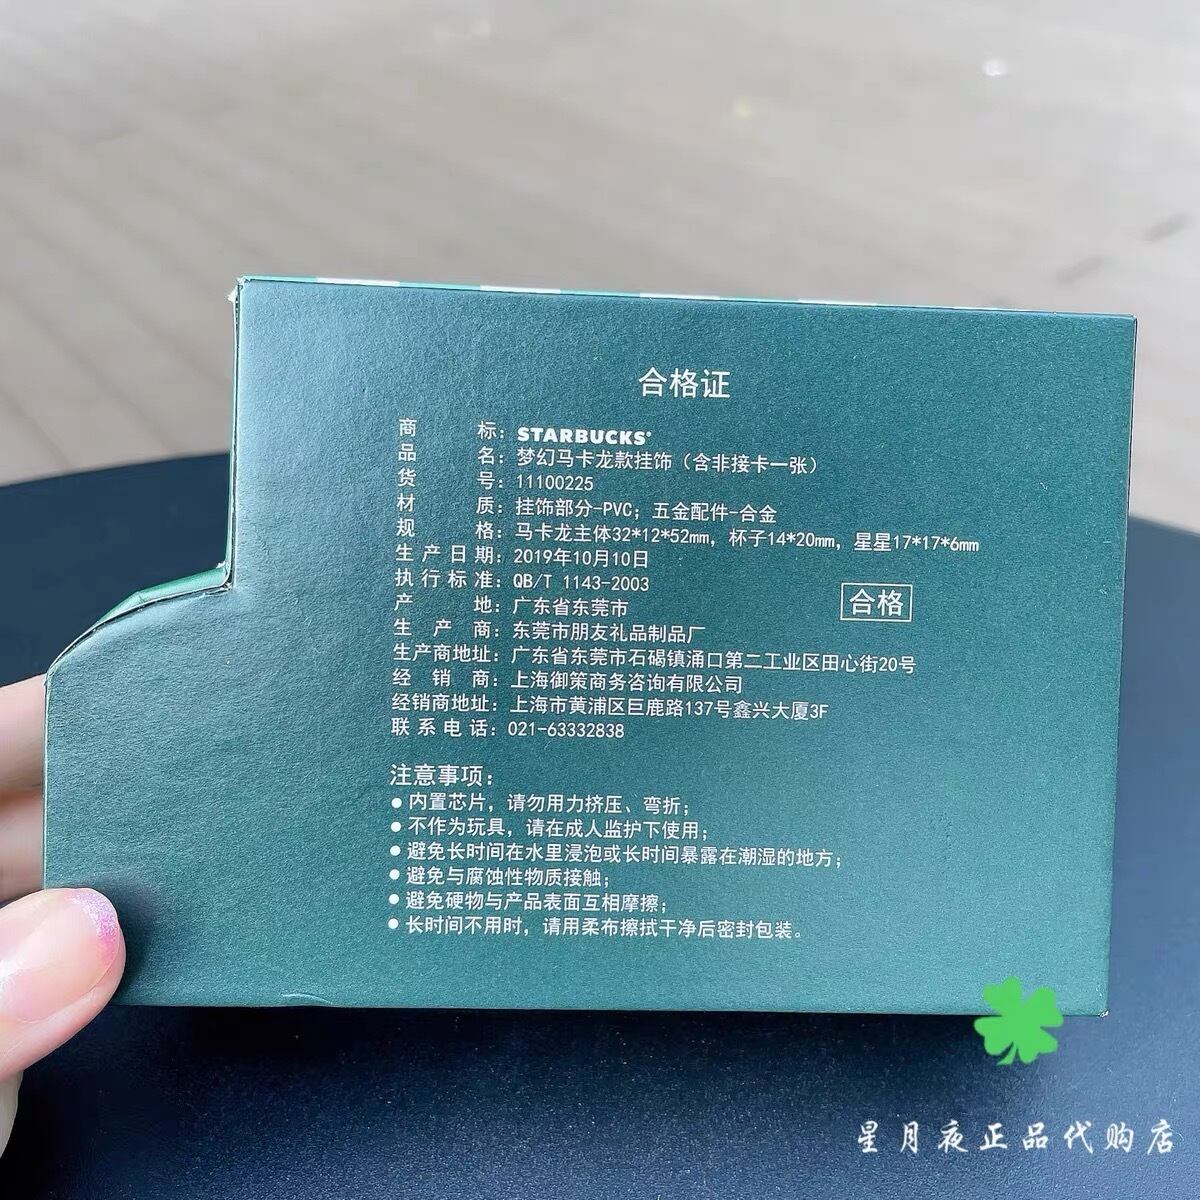 合格证
商标：STARBUCKS®
品名：梦幻马卡龙款挂饰（含非接卡一张）
货号：11100225
材质：挂饰部分-PVC；五金配件-合金
规格：马卡龙主体32*12*52mm，杯子14*20mm，星星17*17*6mm
生产日期：2019年10月10日
执行标准：QB/T 1143-2003
产地：广东省东莞市
合格
生产商：东莞市朋友礼品制品厂
生产商地址：广东省东莞市石碣镇涌口第二工业区田心街20号
经销商：上海御策商务咨询有限公司
经销商地址：上海市黄浦区巨鹿路137号鑫兴大厦3F
联系电话：021-63332838
注意事项：
●内置芯片，请勿用力挤压、弯折；
●不作为玩具，请在成人监护下使用；
●避免长时间在水里浸泡或长时间暴露在潮湿的地方；
●避免与腐蚀性物质接触；
●避免硬物与产品表面互相摩擦；
●长时间不用时，请用柔布擦拭干净后密封包装。
星月夜正品代购店